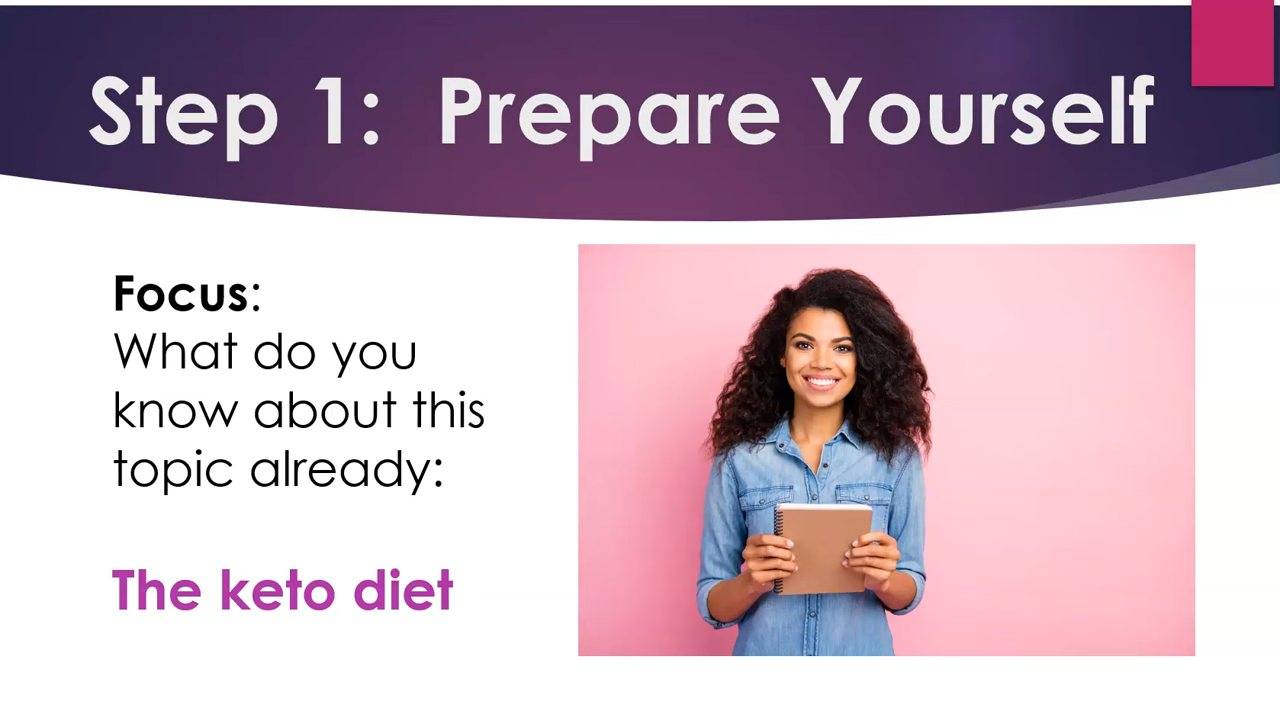 Step 1: Prepare Yourself
Focus:
What do you
know about this
topic already:
The keto diet